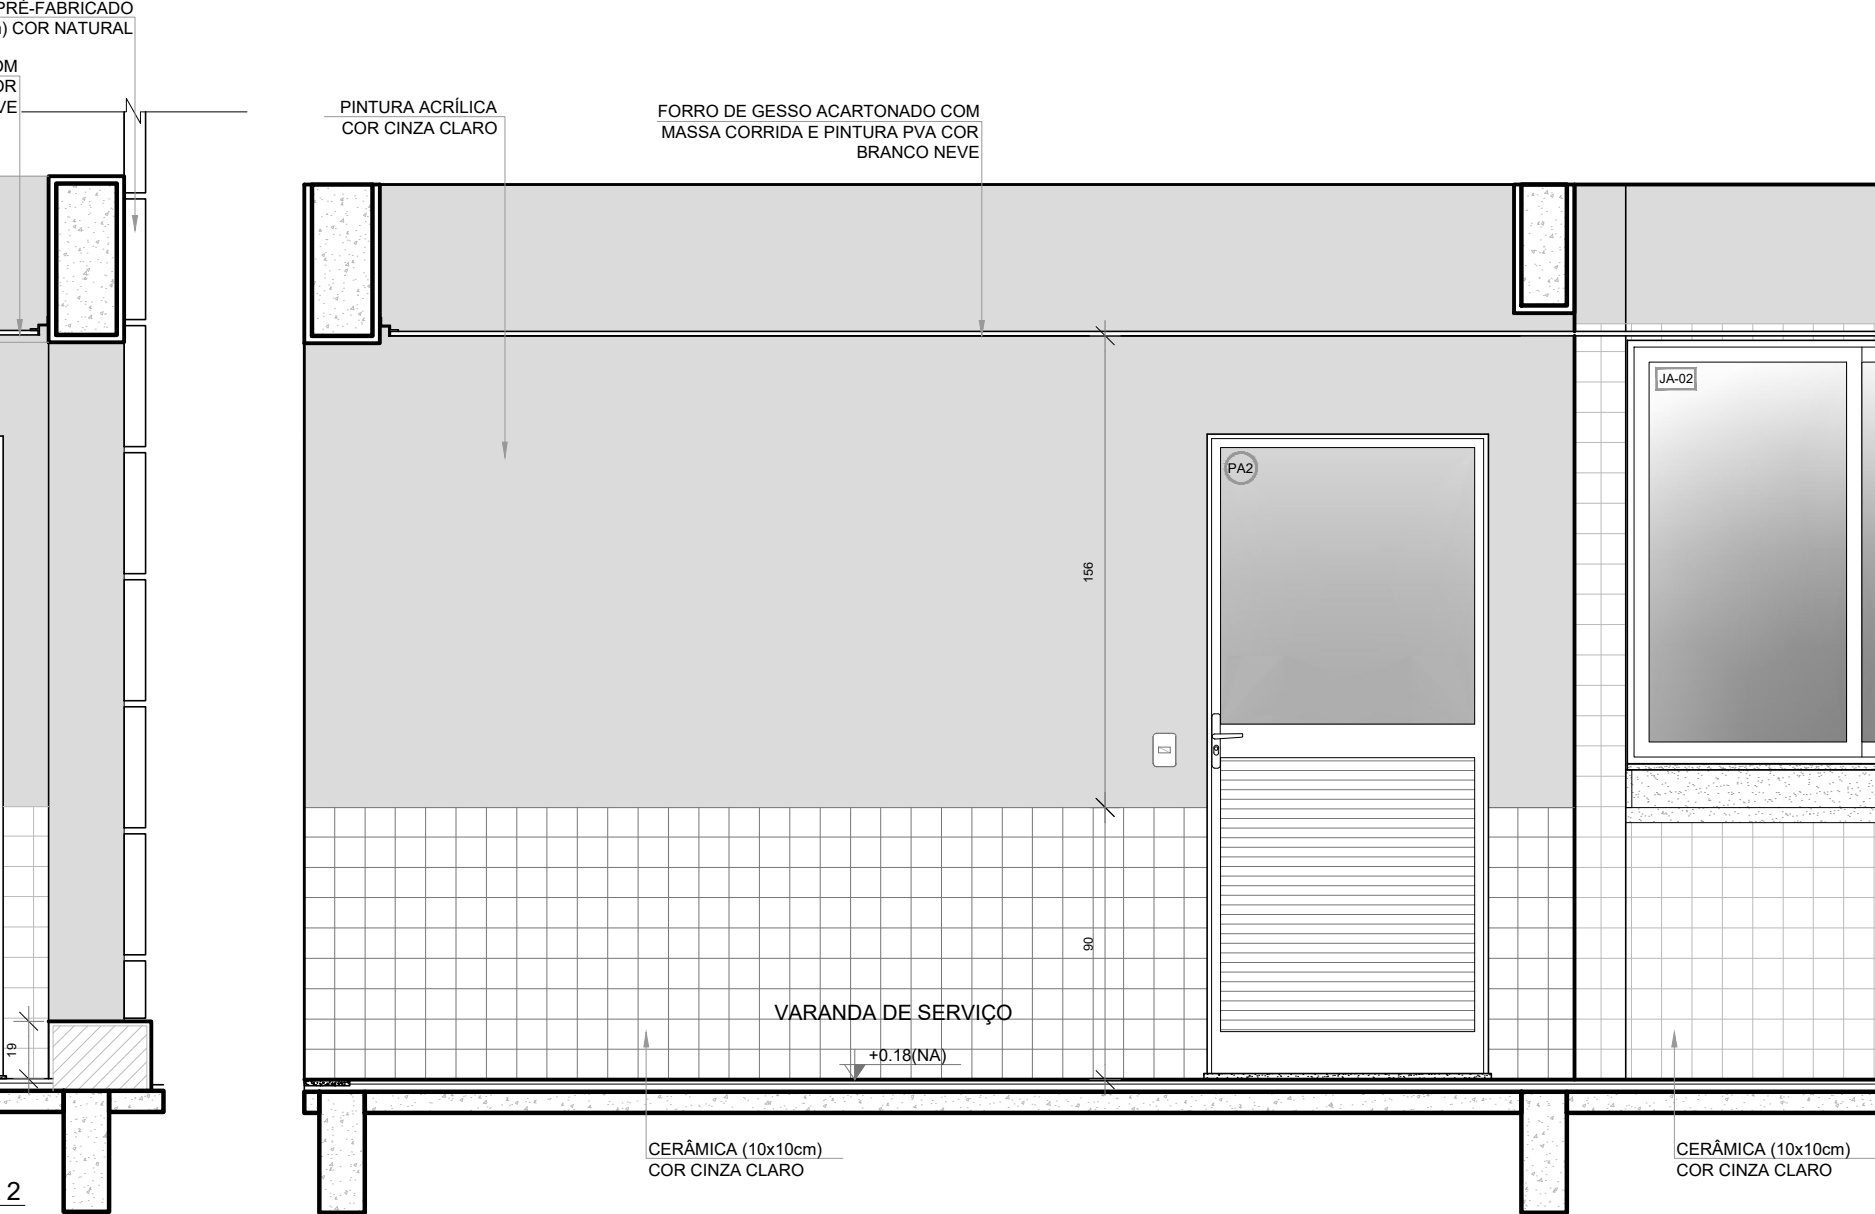 PRÉ-FABRICADO
) COR NATURAL
OM
OR
VE
PINTURA ACRÍLICA
COR CINZA CLARO
FORRO DE GESSO ACARTONADO COM
MASSA CORRIDA E PINTURA PVA COR
BRANCO NEVE
JA-02
PA2
156
90
19
VARANDA DE SERVIÇO
+0.18(NA)
CERÂMICA (10x10cm)
COR CINZA CLARO
CERÂMICA (10x10cm)
COR CINZA CLARO
2